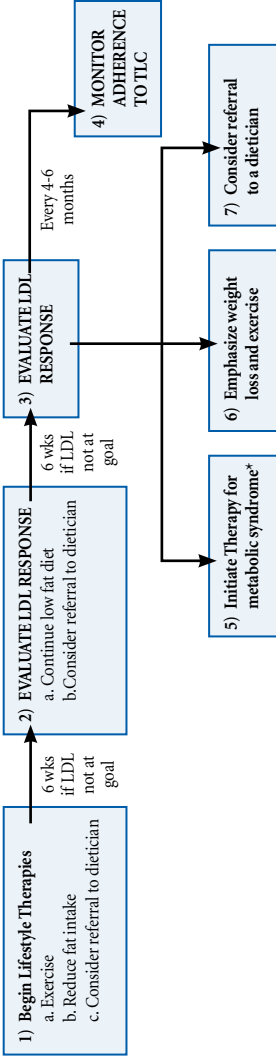 1) Begin Lifestyle Therapies
a. Exercise
b. Reduce fat intake
c. Consider referral to dietician
6 wks
if LDL
not at
goal
2) EVALUATE LDL RESPONSE
a. Continue low fat diet
b.Consider referral to dietician
6 wks
if LDL
not at
goal
3) EVALUATE LDL
RESPONSE
Every 4-6
months
4) MONITOR
ADHERENCE
TO TLC
5) Initiate Therapy for
metabolic syndrome*
6) Emphasize weight
loss and exercise
7) Consider referral
to a dietician